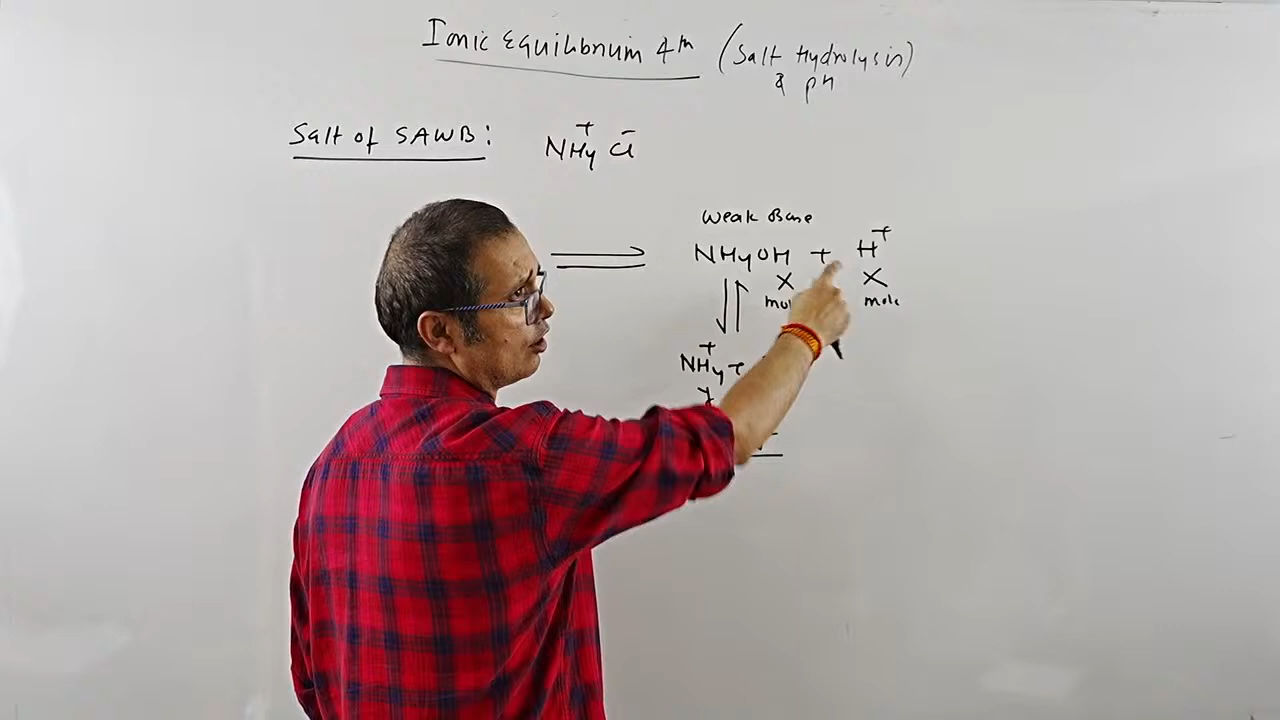 Ionic Equilibrium 4th (Salt Hydrolysis)
& pH
Salt of SAWB: NH4+ Cl-
Weak Base
NH4OH + H+
x x
mole
NH4+ +
y